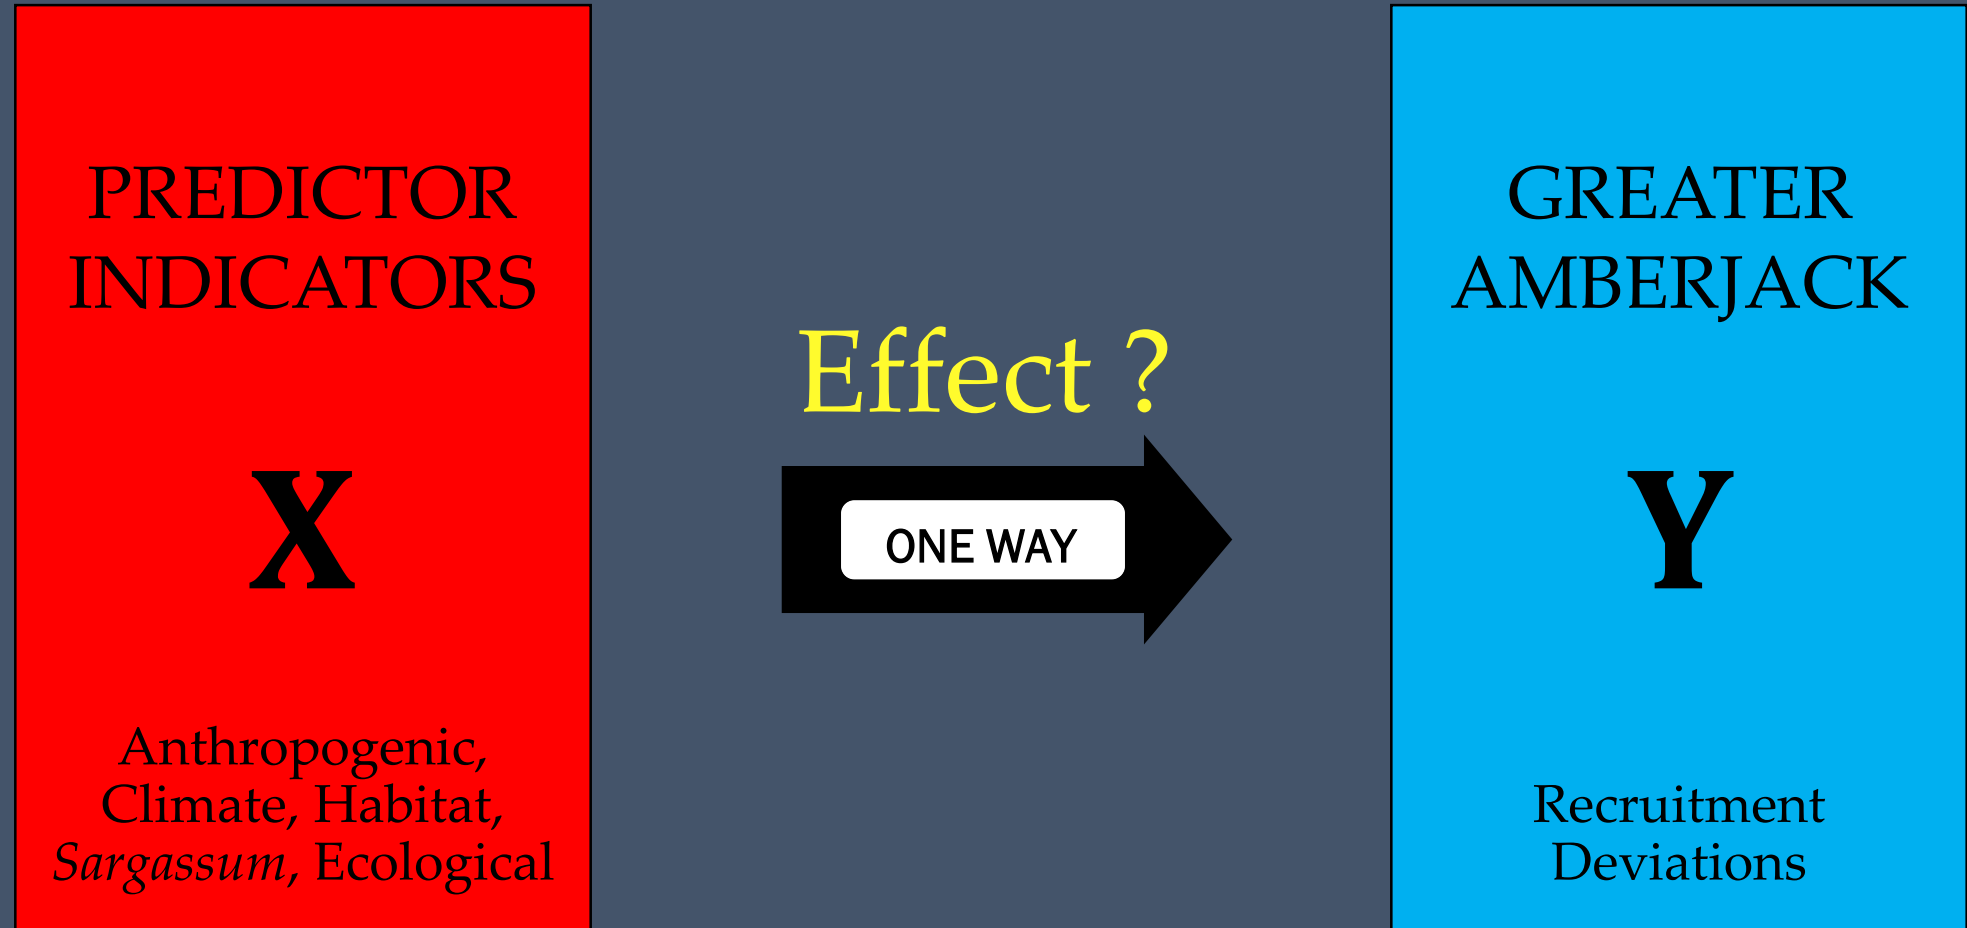 PREDICTOR
INDICATORS
X
Anthropogenic,
Climate, Habitat,
Sargassum, Ecological
Effect ?
ONE WAY
GREATER
AMBERJACK
Y
Recruitment
Deviations